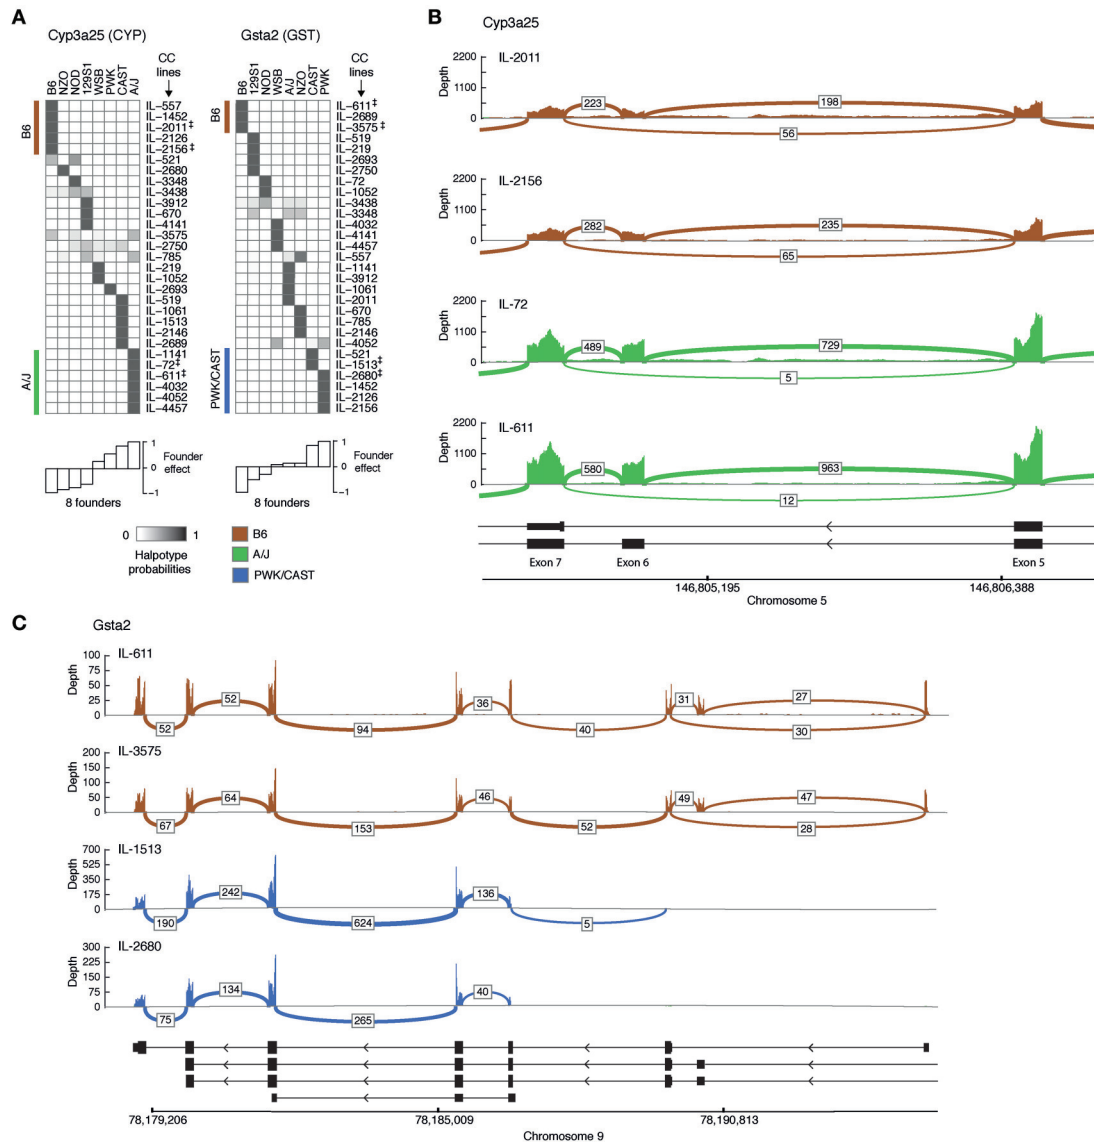 A
Cyp3a25 (CYP)
B6 NZO NOD 129S1 WSB PWK CAST A/J
CC
lines
B6
A/J
IL-557
IL-1452
IL-2011‡
IL-2126
IL-2156‡
IL-521
IL-2680
IL-3348
IL-3438
IL-3912
IL-670
IL-4141
IL-3575
IL-2750
IL-785
IL-219
IL-1052
IL-2693
IL-519
IL-1061
IL-1513
IL-2146
IL-2689
IL-1141
IL-72‡
IL-611‡
IL-4032
IL-4052
IL-4457
1
0
-1
Founder
effect
8 founders
Gsta2 (GST)
B6 129S1 NOD WSB A/J NZO CAST PWK
CC
lines
B6
PWK/CAST
IL-611‡
IL-2689
IL-3575‡
IL-519
IL-219
IL-2693
IL-2750
IL-72
IL-1052
IL-3438
IL-3348
IL-4032
IL-4141
IL-4457
IL-557
IL-1141
IL-3912
IL-1061
IL-2011
IL-670
IL-785
IL-2146
IL-4052
IL-521
IL-1513‡
IL-2680‡
IL-1452
IL-2126
IL-2156
1
0
-1
Founder
effect
8 founders
0 1
Halpotype
probabilities
B6
A/J
PWK/CAST
B
Cyp3a25
IL-2011
Depth
2200
1100
0
223
198
56
IL-2156
Depth
2200
1100
0
282
235
65
IL-72
Depth
2200
1100
0
489
729
5
IL-611
Depth
2200
1100
0
580
963
12
Exon 7 Exon 6 Exon 5
146,805,195 146,806,388
Chromosome 5
C
Gsta2
IL-611
Depth
100
75
50
25
0
52 52 94 36 40 31 27 30
IL-3575
Depth
200
150
100
50
0
67 64 153 46 52 49 47 28
IL-1513
Depth
700
525
350
175
0
190 242 624 136 5
IL-2680
Depth
300
225
150
75
0
75 134 265 40
78,179,206 78,185,009 78,190,813
Chromosome 9